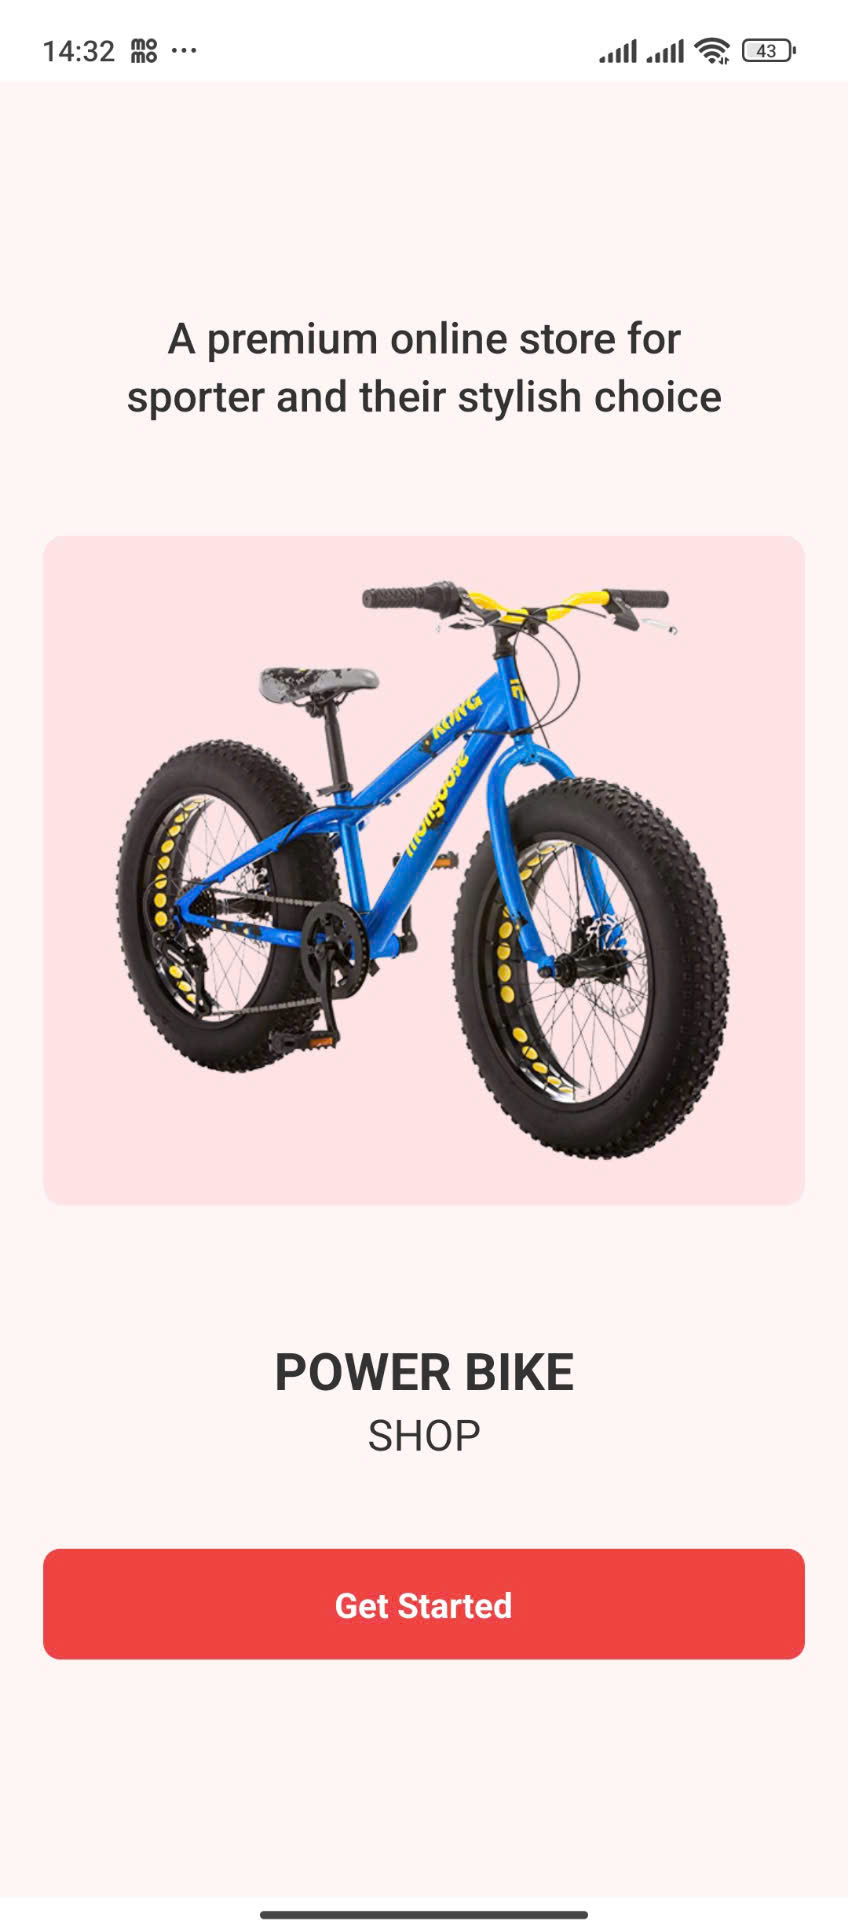 14:32 mo mo ...
43
A premium online store for
sporter and their stylish choice
KONG
mongoose
POWER BIKE
SHOP
Get Started